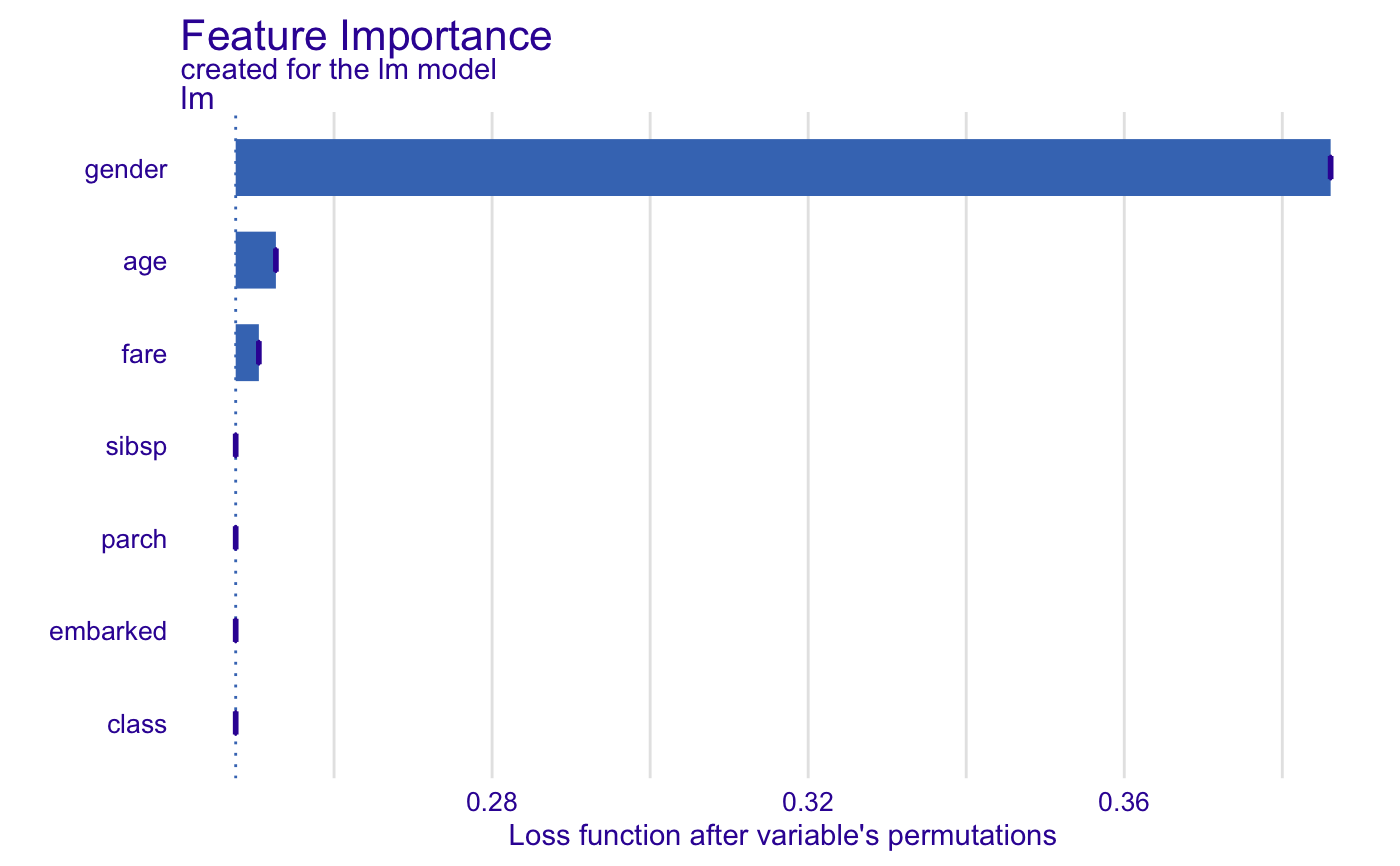 Feature Importance
created for the lm model
lm
gender
age
fare
sibsp
parch
embarked
class
0.28 0.32 0.36
Loss function after variable's permutations